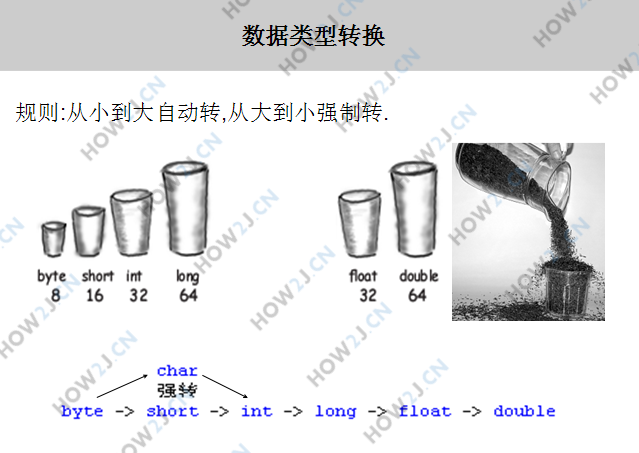 数据类型转换
规则:从小到大自动转,从大到小强制转.
byte short int long float double
8 16 32 64 32 64
char
强转
byte -> short -> int -> long -> float -> double
HOW2J.CN